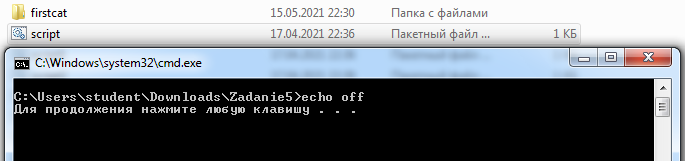 firstcat 15.05.2021 22:30 Папка с файлами
script 17.04.2021 22:36 Пакетный файл ... 1 КБ
C:\Windows\system32\cmd.exe
C:\Users\student\Downloads\Zadanie5>echo off
Для продолжения нажмите любую клавишу . . .